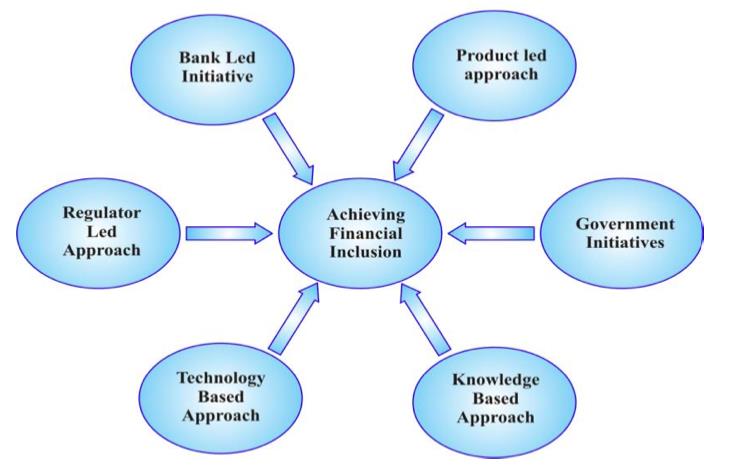 Bank Led
Initiative
Product led
approach
Regulator
Led
Approach
Achieving
Financial
Inclusion
Government
Initiatives
Technology
Based
Approach
Knowledge
Based
Approach